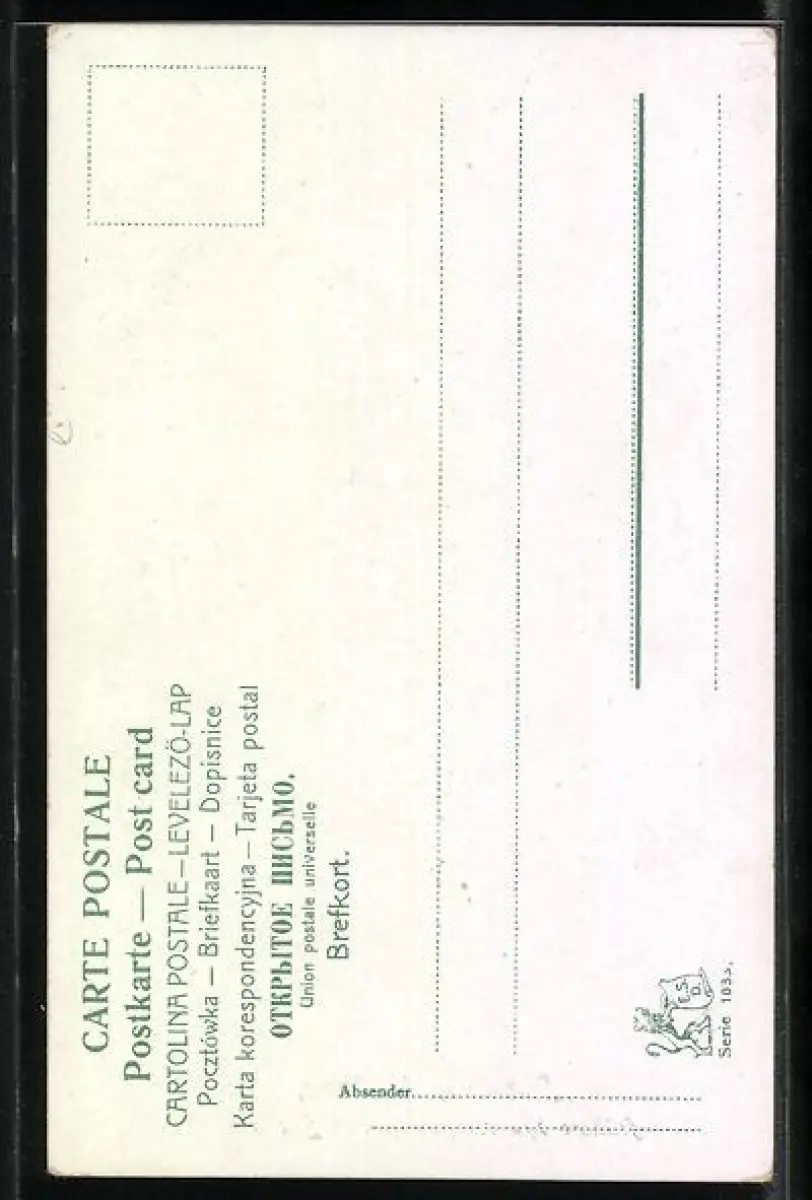 CARTE POSTALE
Postkarte — Post card
CARTOLINA POSTALE – LEVELEZŐ-LAP
Pocztówka – Briefkaart – Dopisnice
Karta korespondencyjna – Tarjeta postal
ОТКРЫТОЕ ПИСЬМО.
Union postale universelle
Brefkort.
Absender
E.S.
D.
Serie